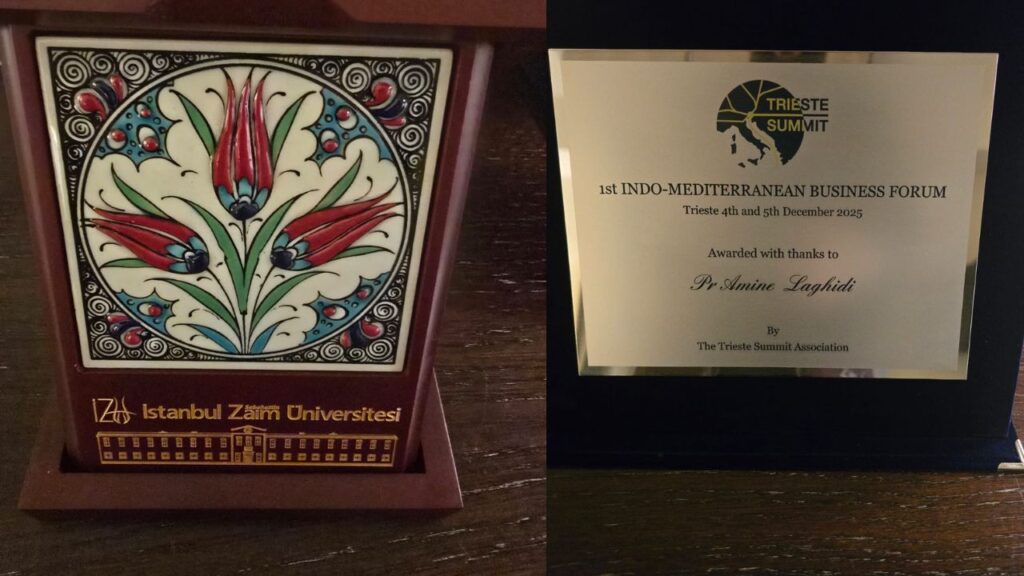 IZÜ İstanbul Zaim Üniversitesi
TRIESTE
SUMMIT
1st INDO-MEDITERRANEAN BUSINESS FORUM
Trieste 4th and 5th December 2025
Awarded with thanks to
Pr Amine Laghidi
By
The Trieste Summit Association